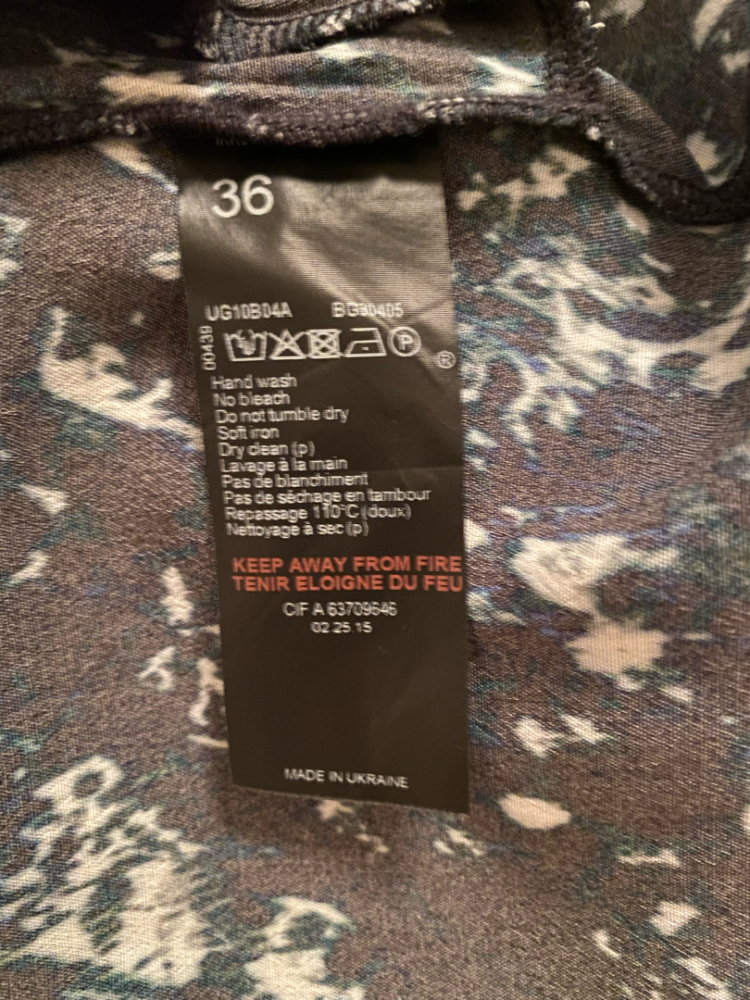 36
UG10B04A BG30405
00439
P ®
Hand wash
No bleach
Do not tumble dry
Soft iron
Dry clean (p)
Lavage à la main
Pas de blanchiment
Pas de séchage en tambour
Repassage 110°C (doux)
Nettoyage à sec (p)
KEEP AWAY FROM FIRE
TENIR ELOIGNE DU FEU
CIF A 63709646
02.25.15
MADE IN UKRAINE